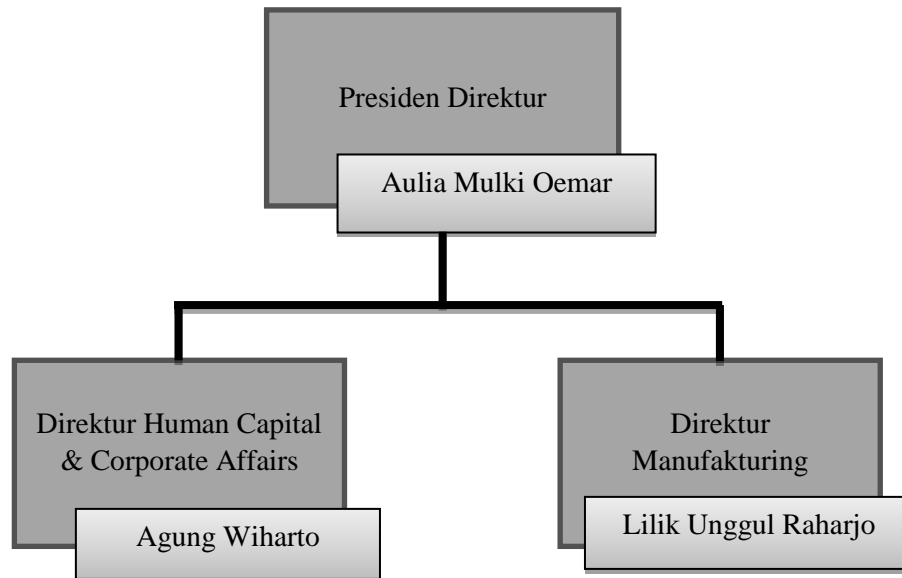 Presiden Direktur
Aulia Mulki Oemar
Direktur Human Capital
& Corporate Affairs
Agung Wiharto
Direktur
Manufakturing
Lilik Unggul Raharjo